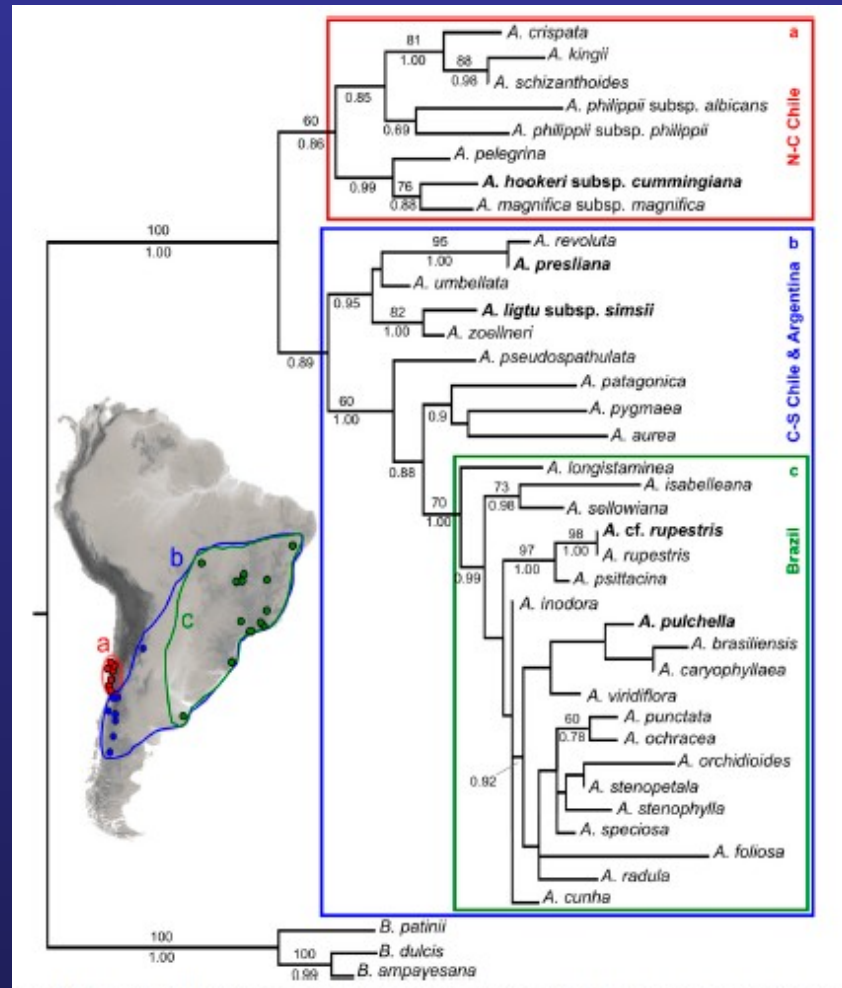 A. crispata
a
81
1.00
A. kingii
88
0.98
A. schizanthoides
0.85
A. philippii subsp. albicans
0.69
A. philippii subsp. philippii
60
0.86
N-C Chile
A. pelegrina
0.99
76
0.88
A. hookeri subsp. cummingiana
A. magnifica subsp. magnifica
100
1.00
95
1.00
A. revoluta
b
A. presliana
A. umbellata
0.95
82
1.00
A. ligtu subsp. simsii
A. zoellneri
0.89
C-S Chile & Argentina
A. pseudospathulata
60
1.00
A. patagonica
0.9
A. pygmaea
A. aurea
0.88
A. longistaminea
c
70
1.00
73
0.98
A. isabelleana
A. sellowiana
0.99
98
1.00
A. cf. rupestris
97
1.00
A. rupestris
A. psittacina
Brazil
A. inodora
A. pulchella
A. brasiliensis
A. caryophyllaea
A. viridiflora
60
0.78
A. punctata
A. ochracea
0.92
A. orchidioides
A. stenopetala
A. stenophylla
A. speciosa
A. foliosa
A. radula
A. cunha
b
c
a
B. patinii
100
1.00
B. dulcis
100
0.99
B. ampayesana